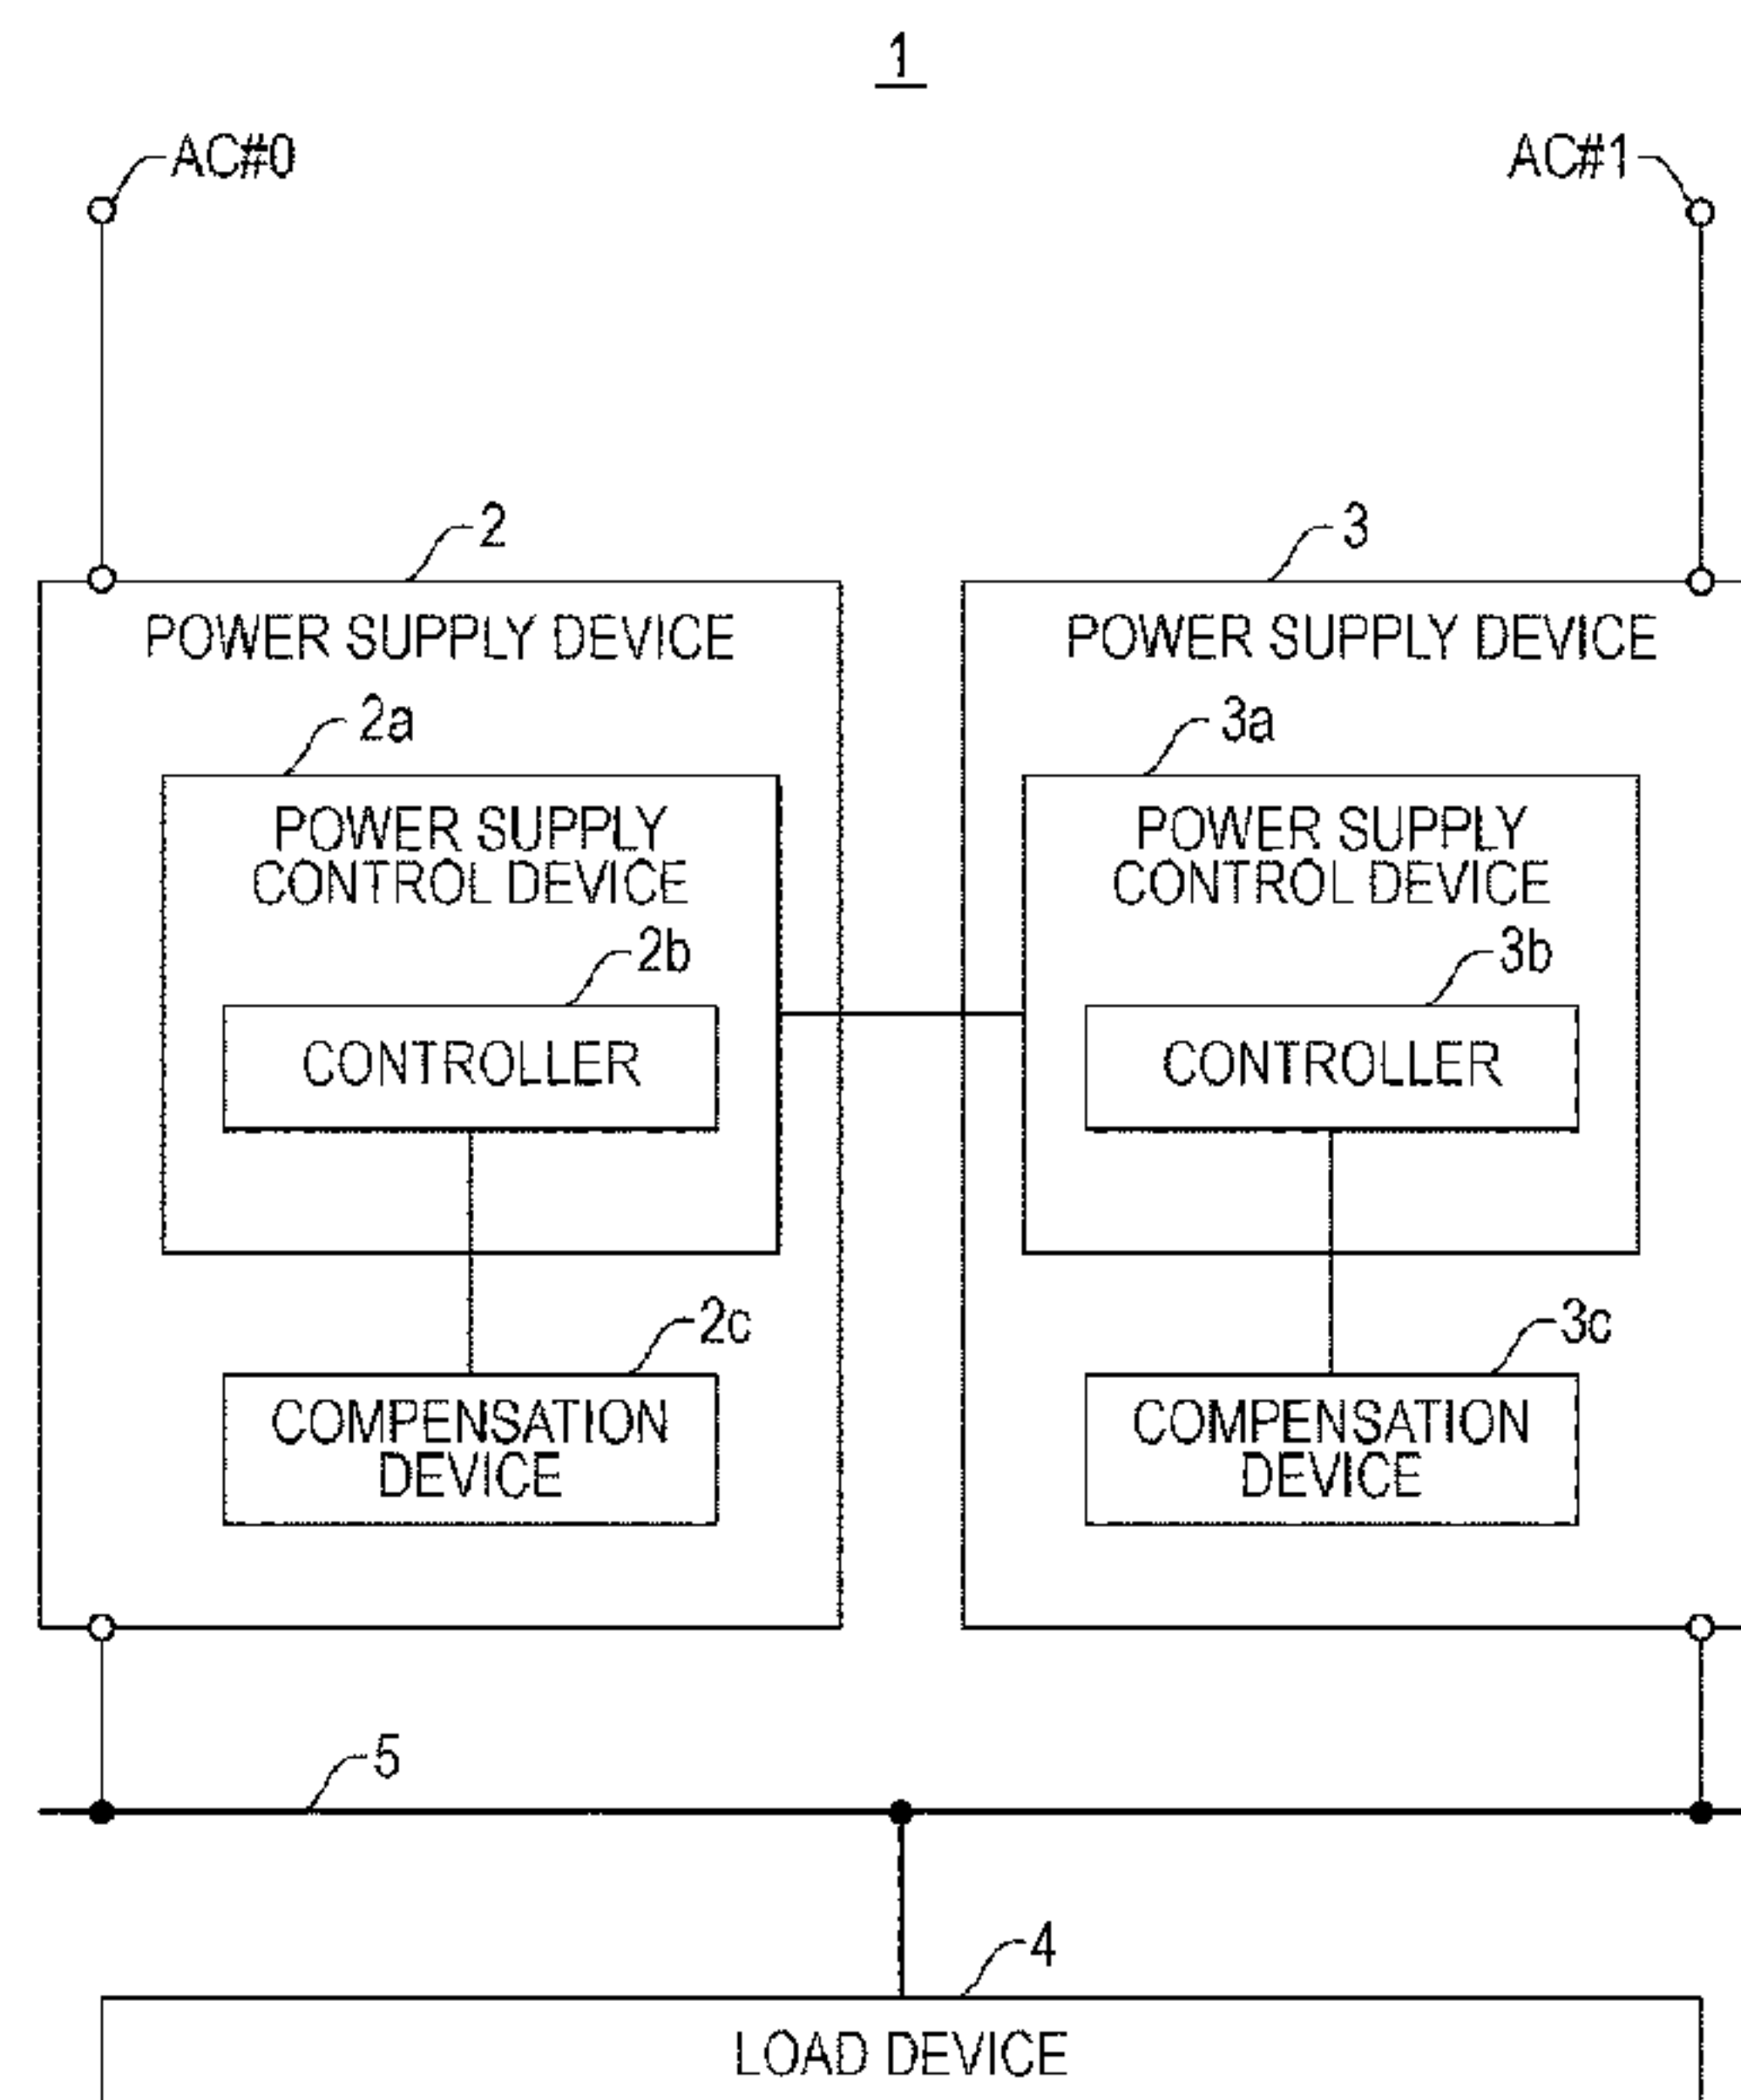 1
AC#0
AC#1
2
3
POWER SUPPLY DEVICE
POWER SUPPLY DEVICE
2a
3a
POWER SUPPLY
CONTROL DEVICE
POWER SUPPLY
CONTROL DEVICE
2b
3b
CONTROLLER
CONTROLLER
2c
3c
COMPENSATION
DEVICE
COMPENSATION
DEVICE
5
4
LOAD DEVICE